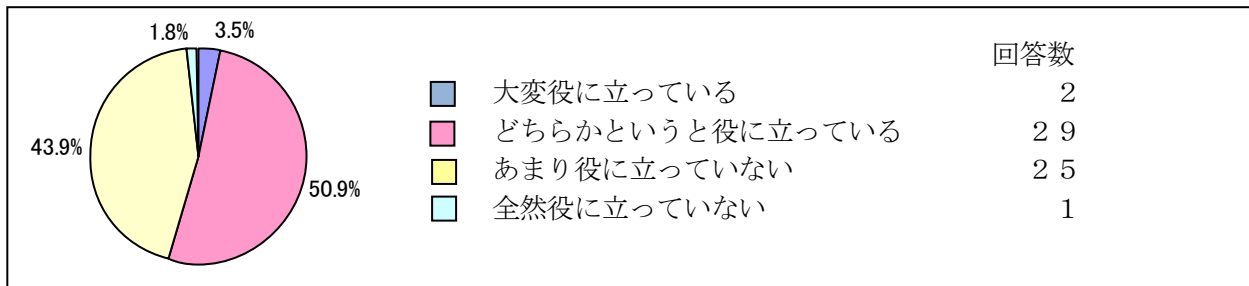 1.8%
3.5%
43.9%
50.9%
回答数
大変役に立っている ２
どちらかというと役に立っている ２９
あまり役に立っていない ２５
全然役に立っていない １